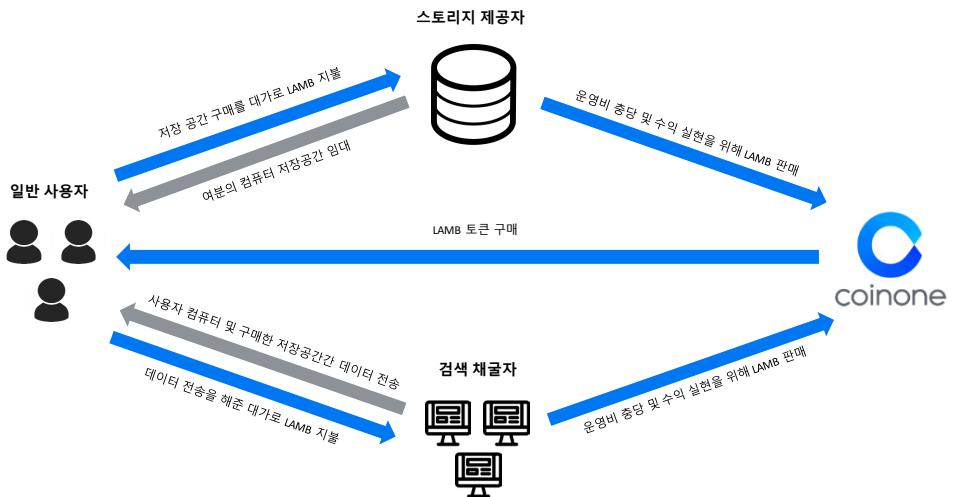 스토리지 제공자
저장 공간 구매를 대가로 LAMB 지불
여분의 컴퓨터 저장공간 임대
운영비 충당 및 수익 실현을 위해 LAMB 판매
일반 사용자
LAMB 토큰 구매
coinone
사용자 컴퓨터 및 구매한 저장공간간 데이터 전송
데이터 전송을 해준 대가로 LAMB 지불
검색 채굴자
운영비 충당 및 수익 실현을 위해 LAMB 판매